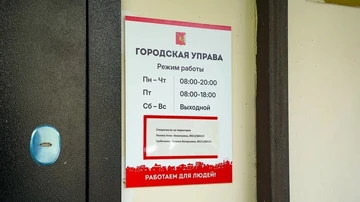 ГОРОДСКАЯ УПРАВА
Режим работы
Пн – Чт 08:00-20:00
Пт 08:00-18:00
Сб – Вс Выходной
РАБОТАЕМ ДЛЯ ЛЮДЕЙ!